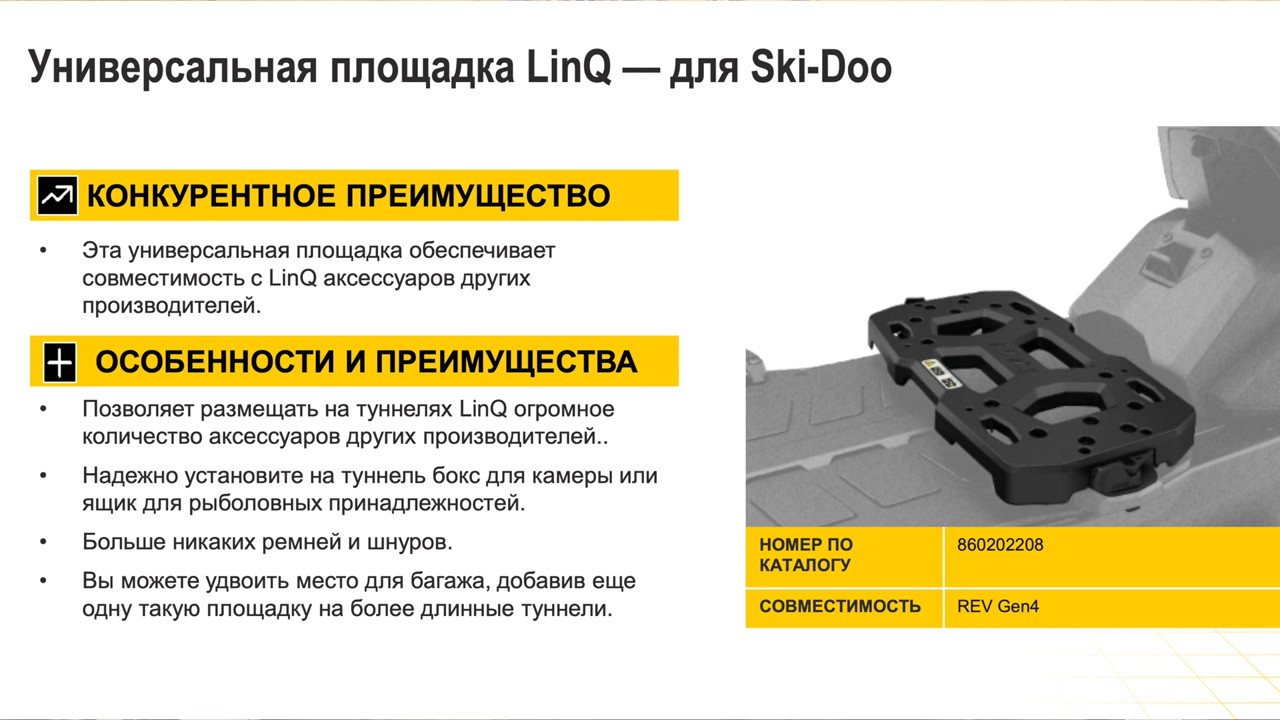 Универсальная площадка LinQ — для Ski-Doo
КОНКУРЕНТНОЕ ПРЕИМУЩЕСТВО
• Эта универсальная площадка обеспечивает
совместимость с LinQ аксессуаров других
производителей.
ОСОБЕННОСТИ И ПРЕИМУЩЕСТВА
• Позволяет размещать на туннелях LinQ огромное
количество аксессуаров других производителей..
• Надежно установите на туннель бокс для камеры или
ящик для рыболовных принадлежностей.
• Больше никаких ремней и шнуров.
• Вы можете удвоить место для багажа, добавив еще
одну такую площадку на более длинные туннели.
НОМЕР ПО
КАТАЛОГУ
860202208
СОВМЕСТИМОСТЬ
REV Gen4